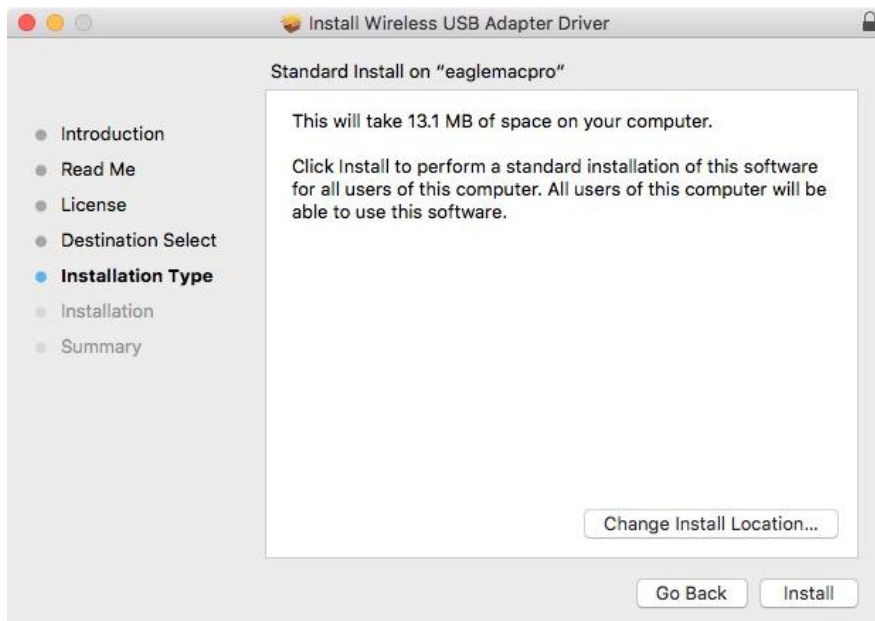 Install Wireless USB Adapter Driver
Standard Install on “eaglemacpro”
Introduction
Read Me
License
Destination Select
Installation Type
Installation
Summary
This will take 13.1 MB of space on your computer.
Click Install to perform a standard installation of this software
for all users of this computer. All users of this computer will be
able to use this software.
Change Install Location...
Go Back
Install